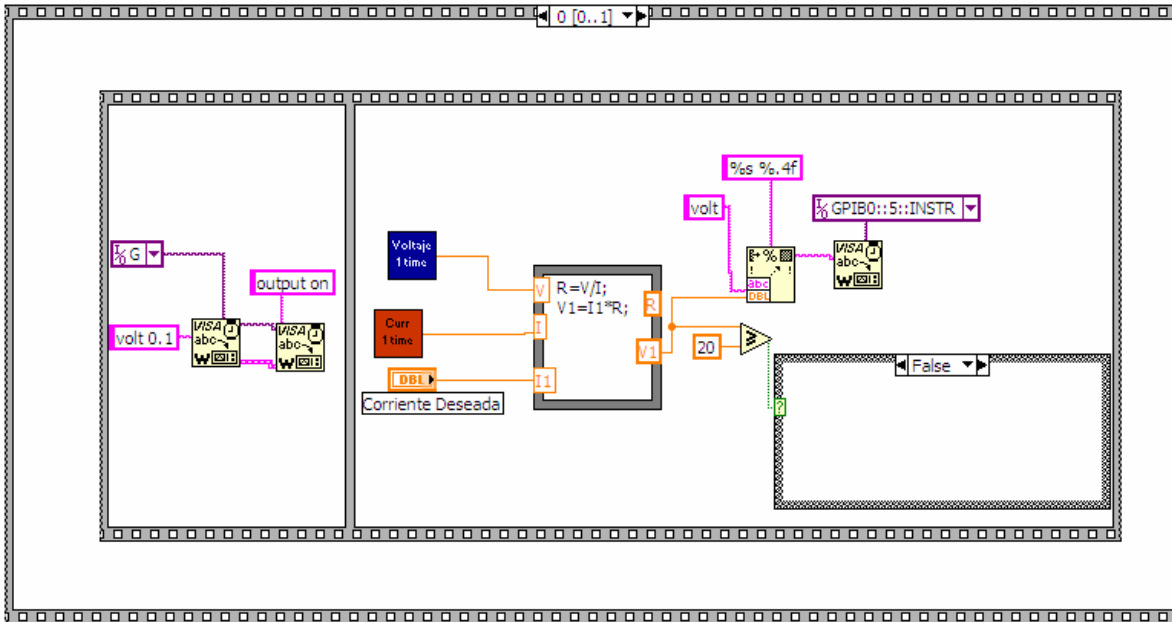 0 [0..1]
I/O G
output on
VISA
abc
W
VISA
abc
W
volt 0.1
Voltaje
1 time
Curr
1 time
DBL
Corriente Deseada
V
I
I1
R=V/I;
V1=I1*R;
R
V1
%s %.4f
volt
I/O GPIB0::5::INSTR
%
abc
DBL
VISA
abc
W
20
≥
False
?